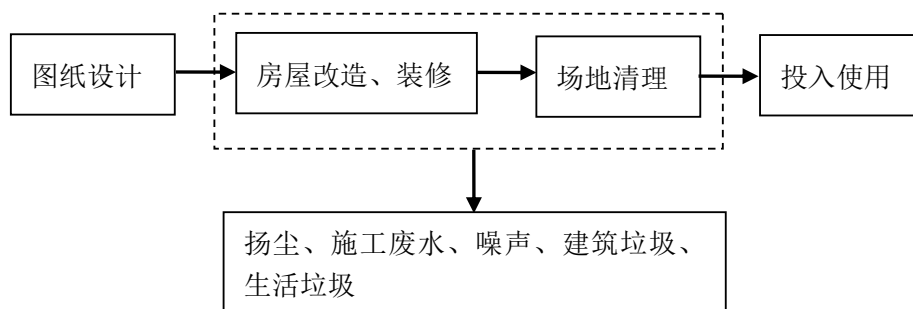 图纸设计
房屋改造、装修
场地清理
投入使用
扬尘、施工废水、噪声、建筑垃圾、
生活垃圾